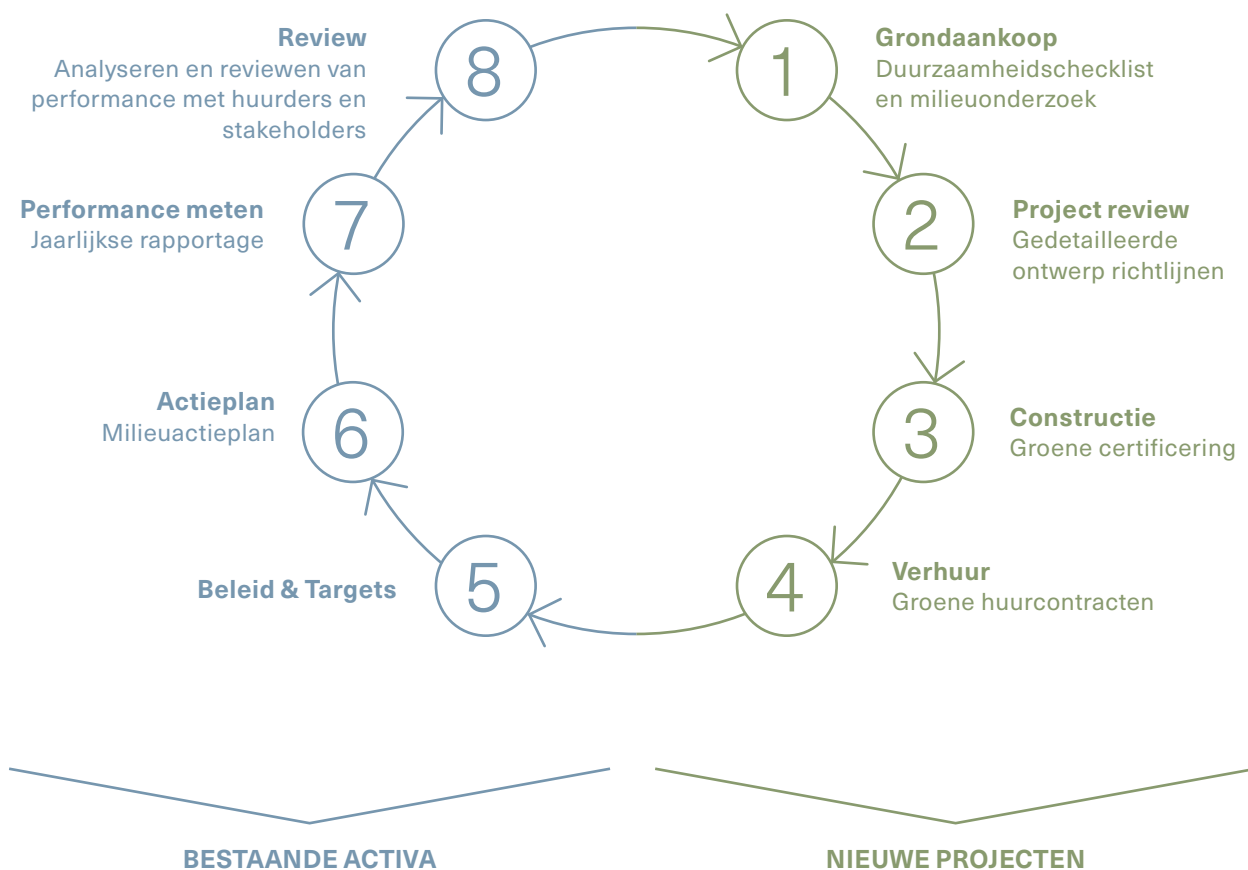 1
Grondaankoop
Duurzaamheidschecklist
en milieuonderzoek
2
Project review
Gedetailleerde
ontwerp richtlijnen
3
Constructie
Groene certificering
4
Verhuur
Groene huurcontracten
5
Beleid & Targets
6
Actieplan
Milieuactieplan
7
Performance meten
Jaarlijkse rapportage
8
Review
Analyseren en reviewen van
performance met huurders en
stakeholders
BESTAANDE ACTIVA
NIEUWE PROJECTEN